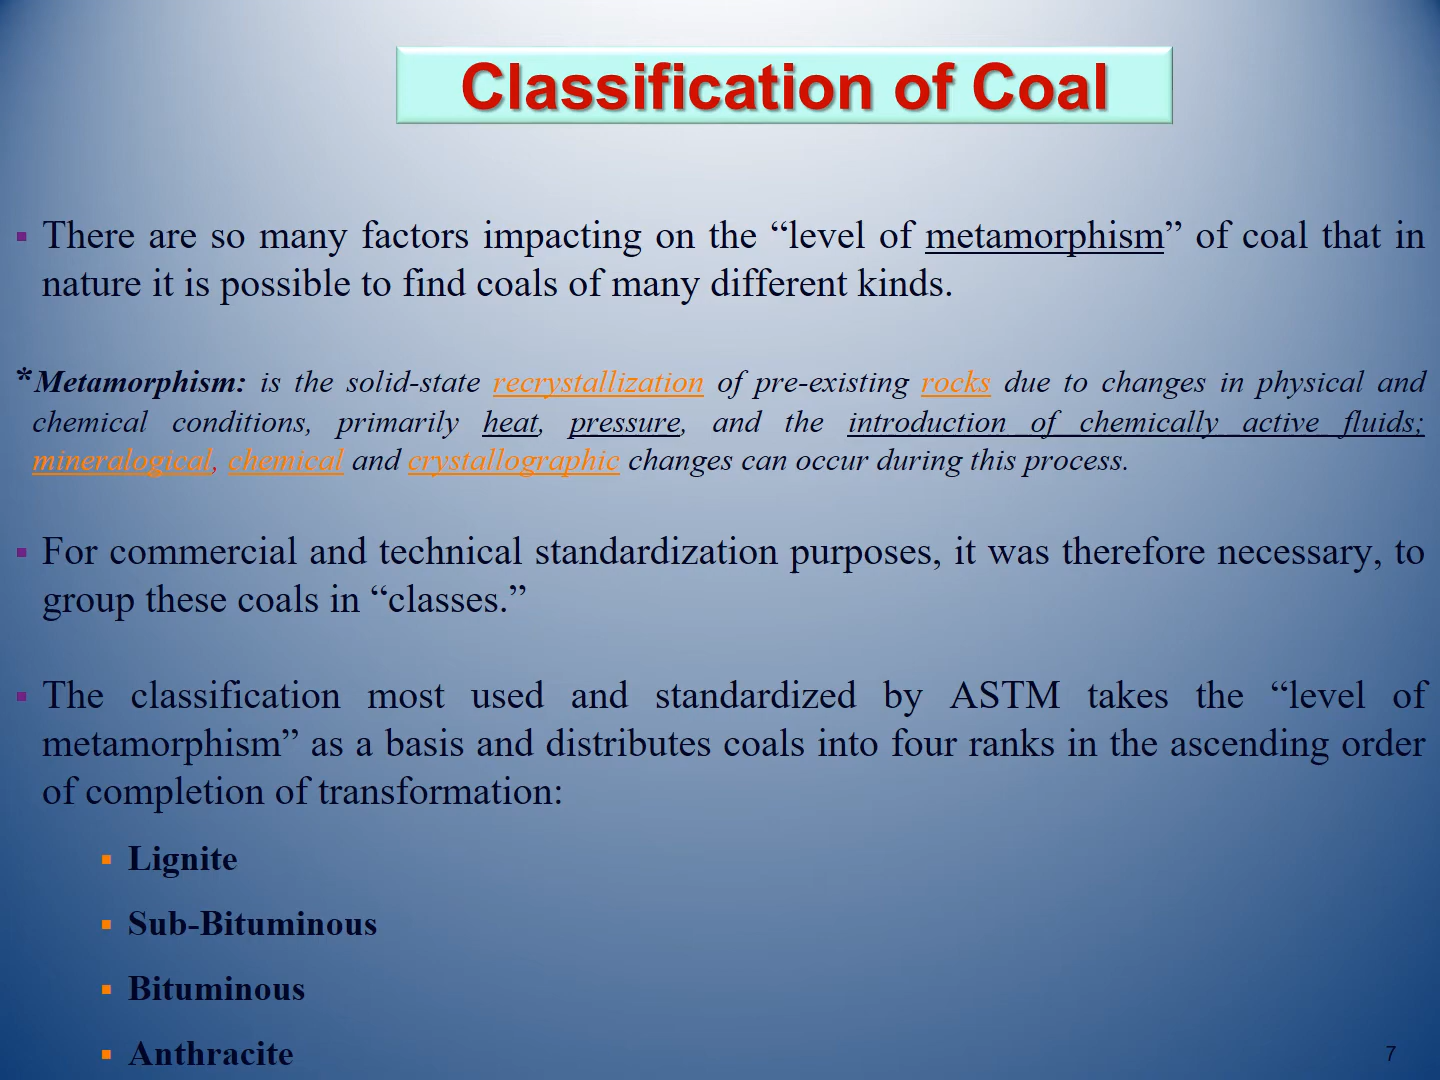 Classification of Coal
▪ There are so many factors impacting on the “level of metamorphism” of coal that in
nature it is possible to find coals of many different kinds.
*Metamorphism: is the solid-state recrystallization of pre-existing rocks due to changes in physical and
chemical conditions, primarily heat, pressure, and the introduction of chemically active fluids;
mineralogical, chemical and crystallographic changes can occur during this process.
▪ For commercial and technical standardization purposes, it was therefore necessary, to
group these coals in “classes.”
▪ The classification most used and standardized by ASTM takes the “level of
metamorphism” as a basis and distributes coals into four ranks in the ascending order
of completion of transformation:
▪ Lignite
▪ Sub-Bituminous
▪ Bituminous
▪ Anthracite
7